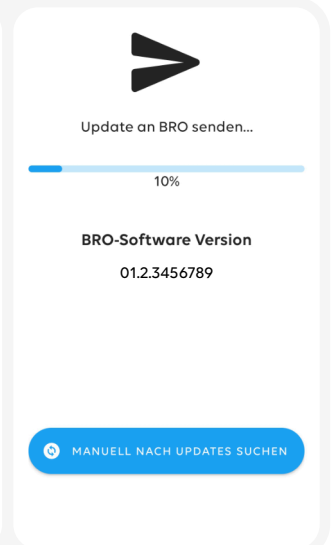 Update an BRO senden...
10%
BRO-Software Version
01.2.3456789
MANUELL NACH UPDATES SUCHEN